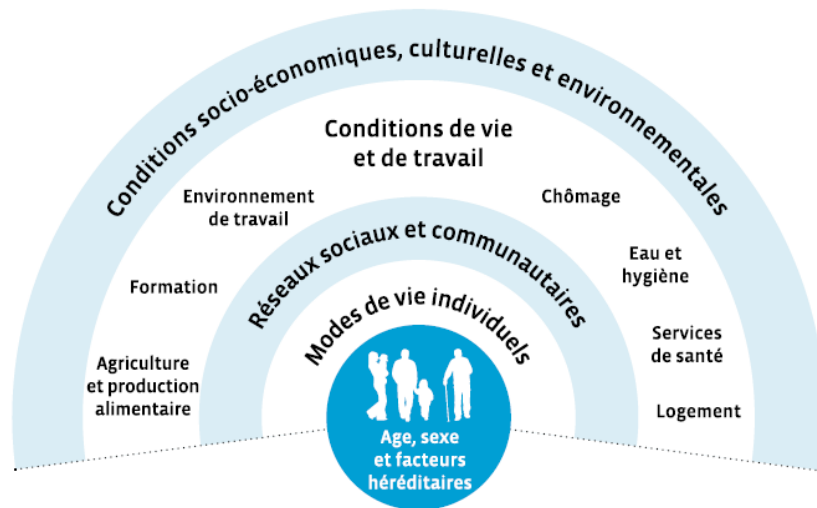 Conditions socio-économiques, culturelles et environnementales
Conditions de vie
et de travail
Environnement
de travail
Chômage
Formation
Eau et
hygiène
Agriculture
et production
alimentaire
Services
de santé
Logement
Réseaux sociaux et communautaires
Modes de vie individuels
Age, sexe
et facteurs
héréditaires